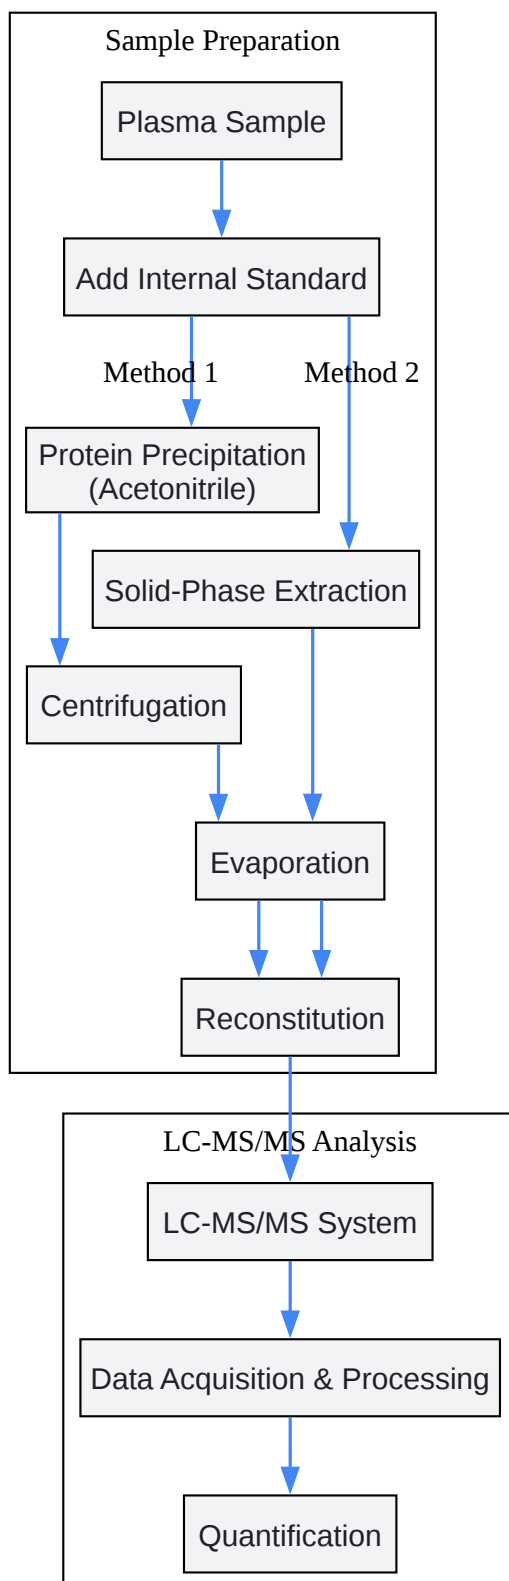 Sample Preparation
Plasma Sample
Add Internal Standard
Method 1
Method 2
Protein Precipitation
(Acetonitrile)
Solid-Phase Extraction
Centrifugation
Evaporation
Reconstitution
LC-MS/MS Analysis
LC-MS/MS System
Data Acquisition & Processing
Quantification